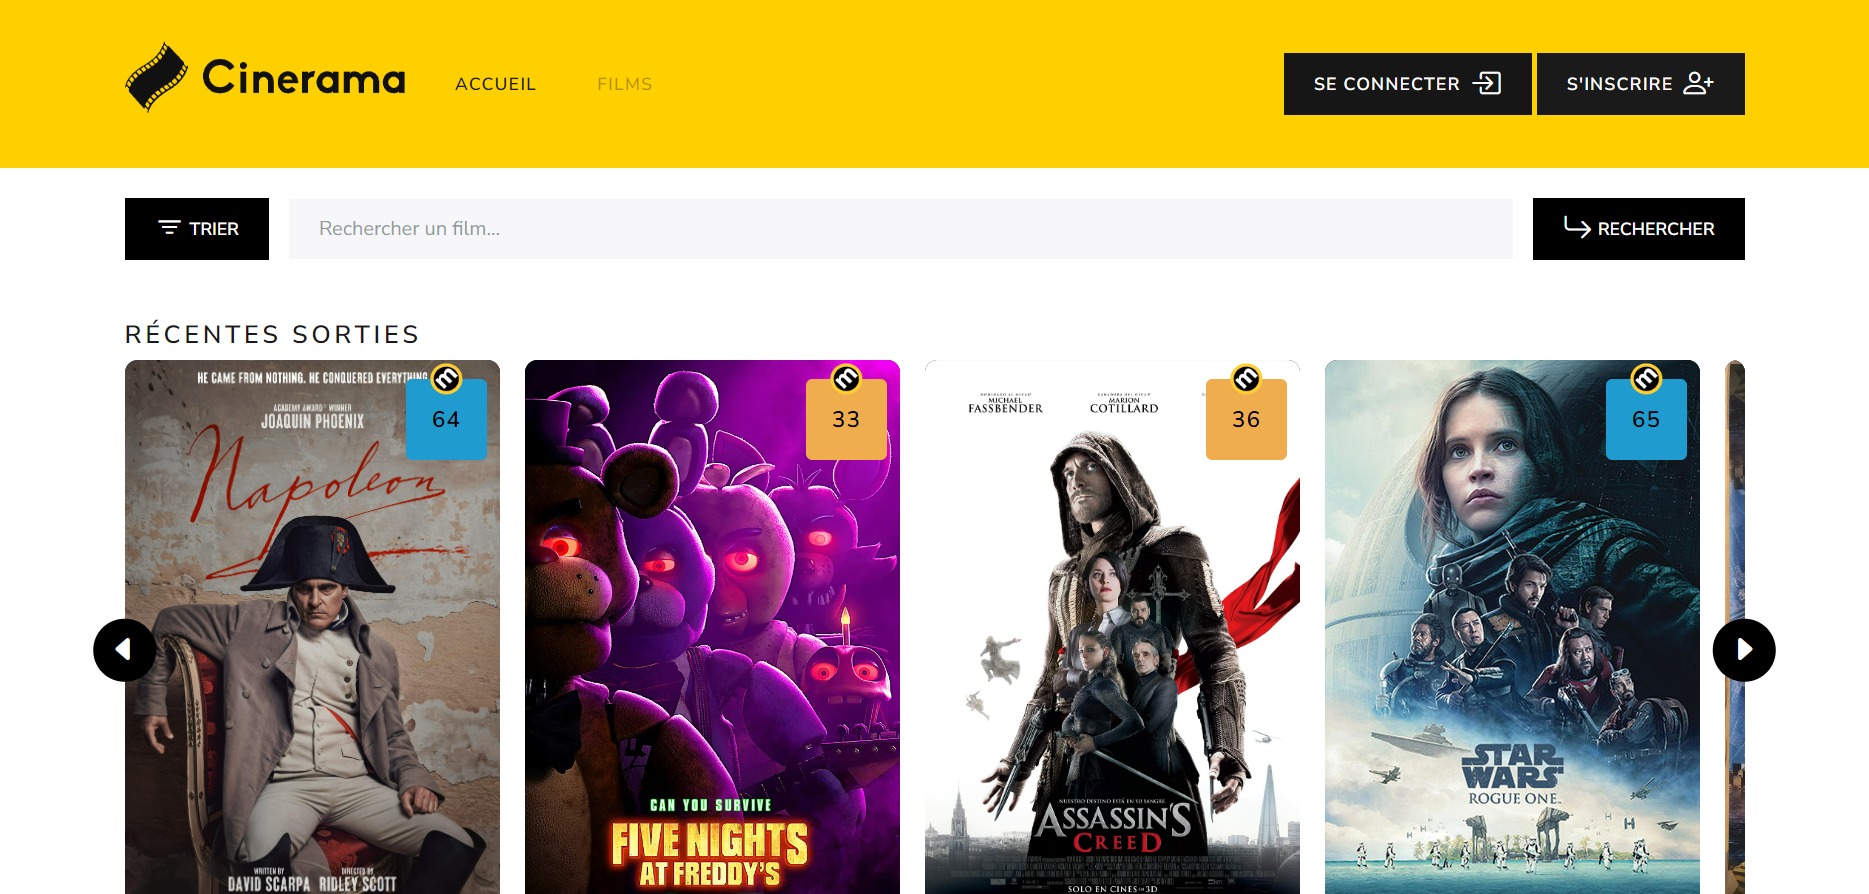 Cinerama
ACCUEIL
FILMS
SE CONNECTER
S'INSCRIRE
TRIER
Rechercher un film...
RECHERCHER
RÉCENTES SORTIES
HE CAME FROM NOTHING. HE CONQUERED EVERYTHING
m
64
ACADEMY AWARD® WINNER
JOAQUIN PHOENIX
Napoleon
WRITTEN BY
DAVID SCARPA
DIRECTED BY
RIDLEY SCOTT
m
33
CAN YOU SURVIVE
FIVE NIGHTS
AT FREDDY'S
MICHAEL
FASSBENDER
MARION
COTILLARD
m
36
NUESTRO DESTINO ESTÁ EN SU SANGRE
ASSASSIN'S
CREED
SOLO EN CINES EN 3D
m
65
STAR
WARS
ROGUE ONE